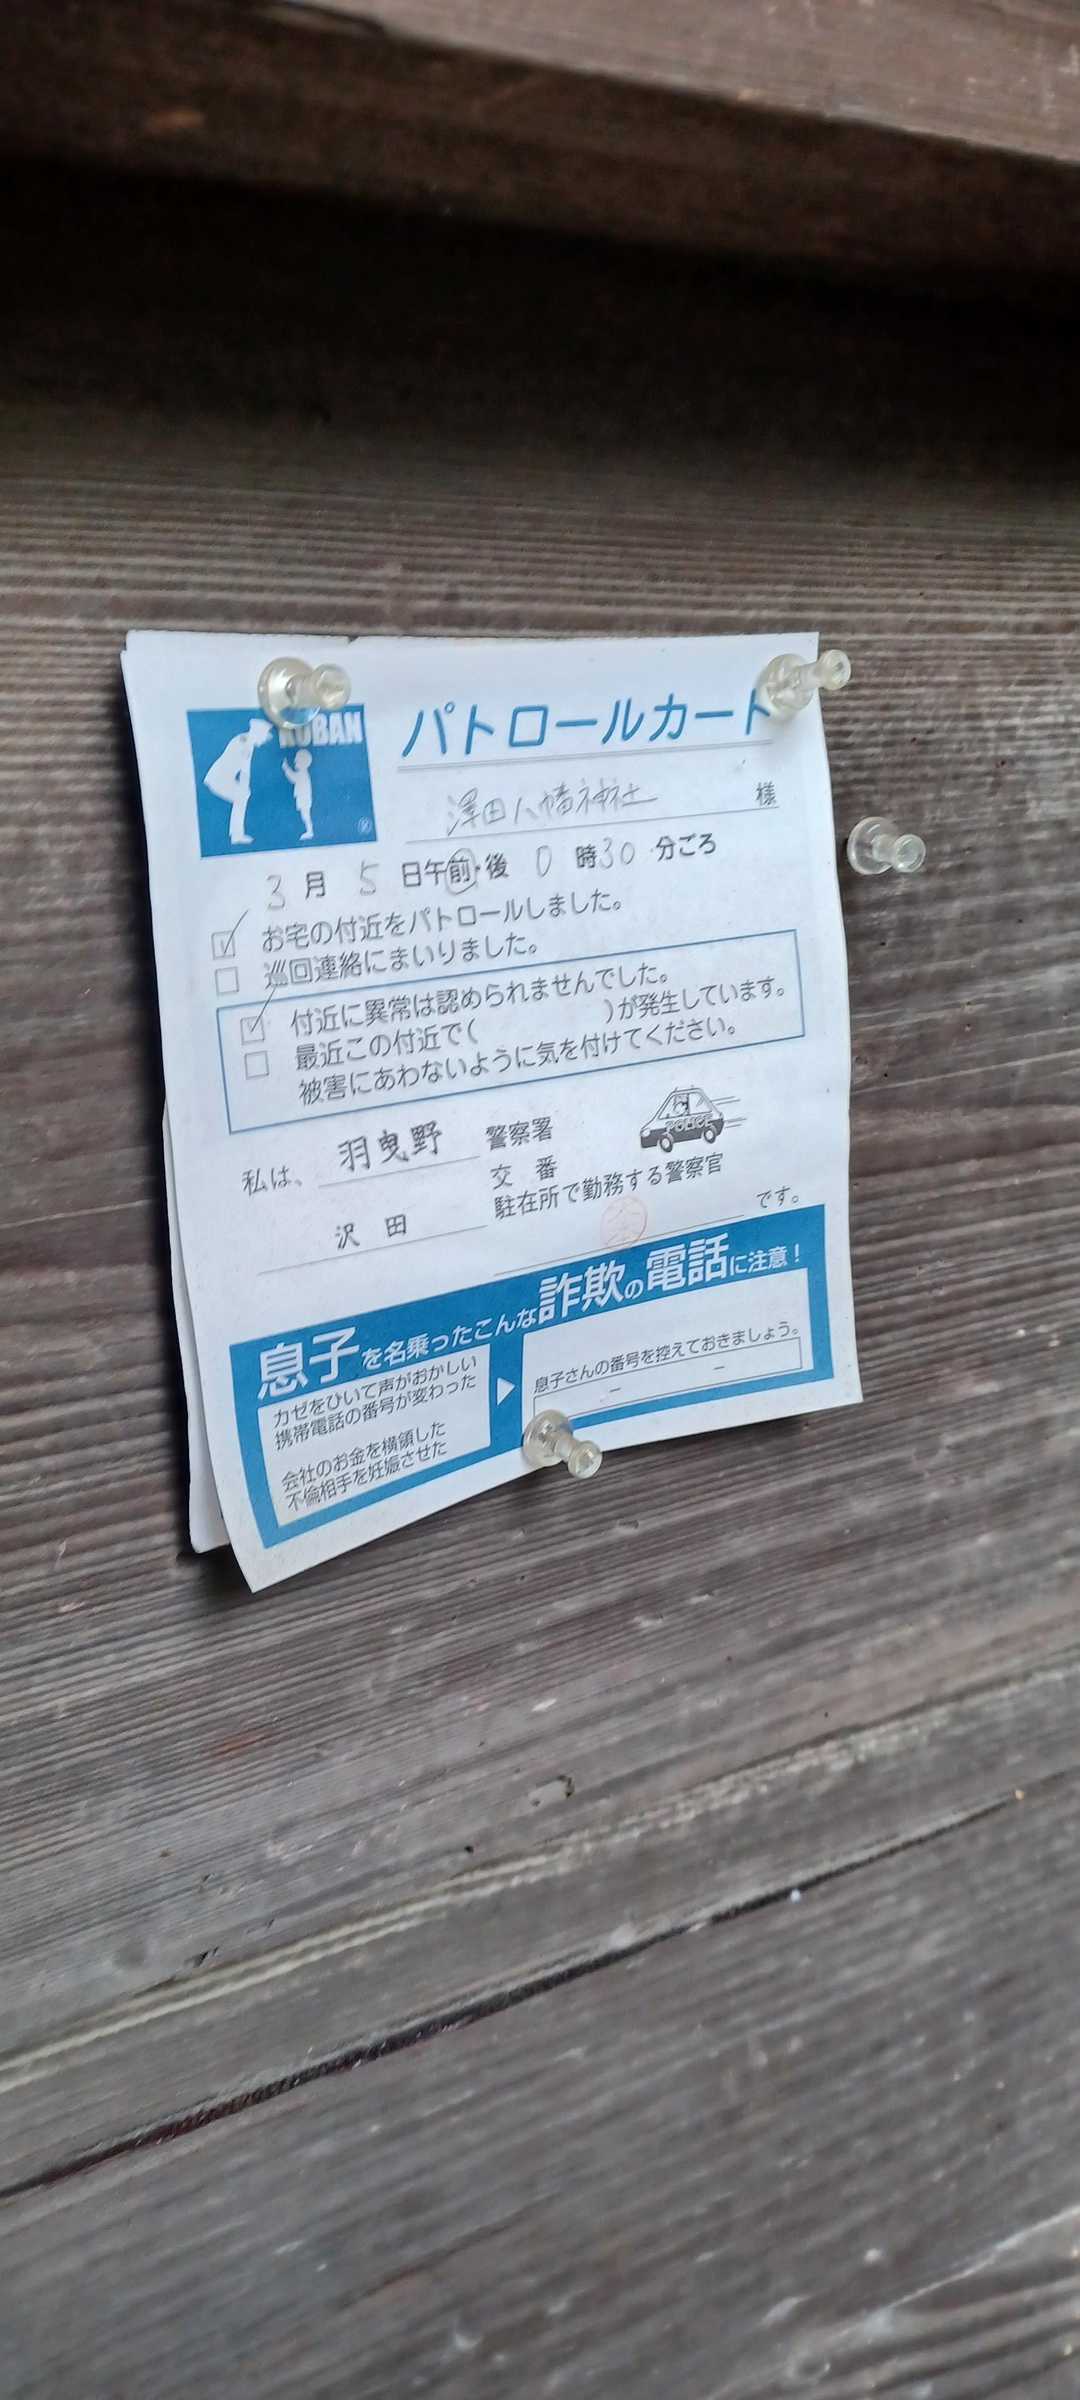 KOBAN
パトロールカード
澤田八幡神社 様
3月 5 日午前・後 0 時30 分ごろ
お宅の付近をパトロールしました。
巡回連絡にまいりました。
付近に異常は認められませんでした。
最近この付近で( )が発生しています。
被害にあわないように気を付けてください。
POLICE
私は、 羽曳野 警察署
交 番
沢 田 駐在所で勤務する警察官
です。
息子を名乗ったこんな詐欺の電話に注意!
カゼをひいて声がおかしい
携帯電話の番号が変わった
会社のお金を横領した
不倫相手を妊娠させた
息子さんの番号を控えておきましょう。
– –